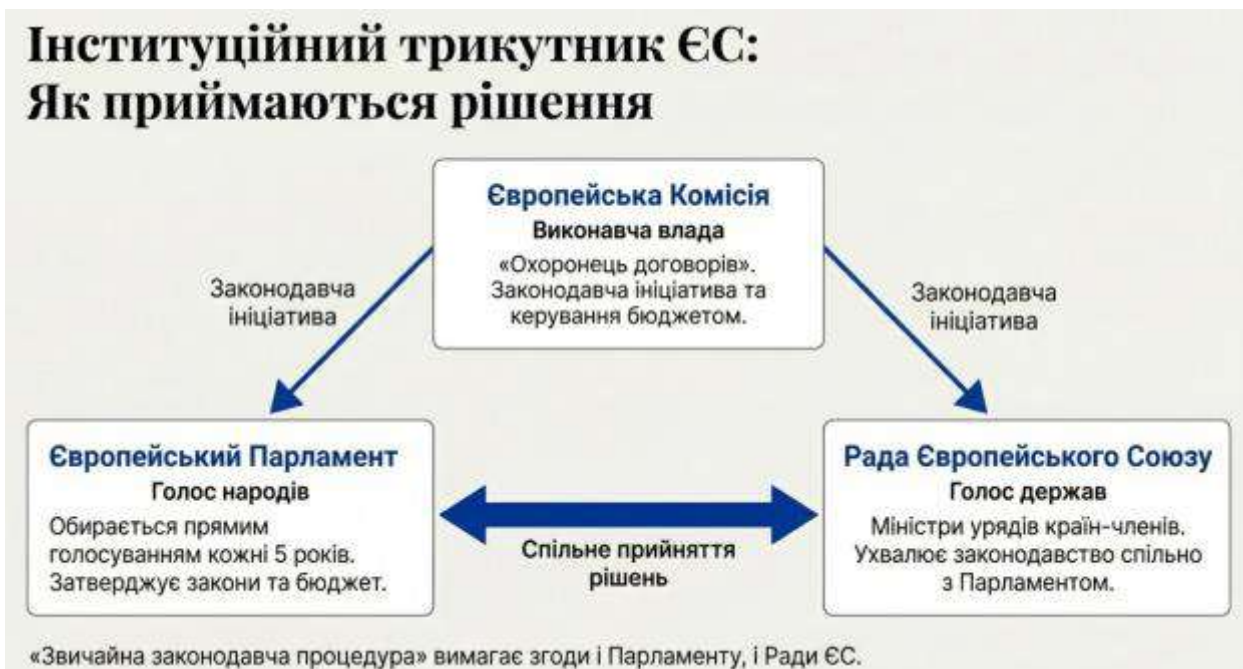 Інституційний трикутник ЄС:
Як приймаються рішення
Європейська Комісія
Виконавча влада
«Охоронець договорів».
Законодавча ініціатива та
керування бюджетом.
Законодавча
ініціатива
Законодавча
ініціатива
Європейський Парламент
Голос народів
Обирається прямим
голосуванням кожні 5 років.
Затверджує закони та бюджет.
Спільне прийняття
рішень
Рада Європейського Союзу
Голос держав
Міністри урядів країн-членів.
Ухвалює законодавство спільно
з Парламентом.
«Звичайна законодавча процедура» вимагає згоди і Парламенту, і Ради ЄС.